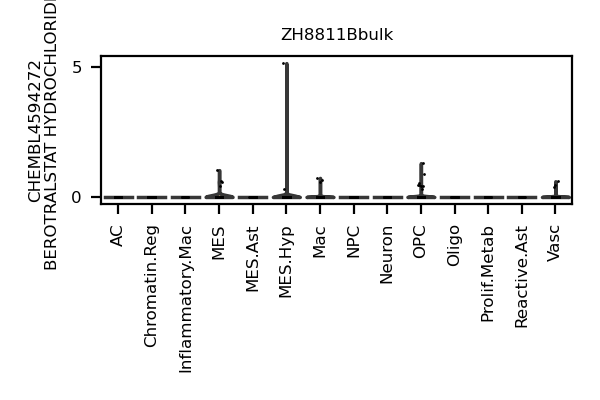 ZH8811Bbulk
CHEMBL4594272
BEROTRALSTAT HYDROCHLORIDE
5
0
AC
Chromatin.Reg
Inflammatory.Mac
MES
MES.Ast
MES.Hyp
Mac
NPC
Neuron
OPC
Oligo
Prolif.Metab
Reactive.Ast
Vasc